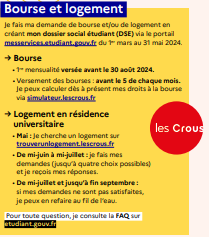 Bourse et logement
Je fais ma demande de bourse et/ou de logement en
créant mon dossier social étudiant (DSE) via le portail
messervices.etudiant.gouv.fr du 1er mars au 31 mai 2024.
→ Bourse
• 1re mensualité versée avant le 30 août 2024.
• Versement des bourses : avant le 5 de chaque mois.
Je peux calculer dès à présent mes droits à la bourse
via simulateur.lescrous.fr
→ Logement en résidence
universitaire
• Mai : Je cherche un logement sur
trouverunlogement.lescrous.fr
• De mi-juin à mi-juillet : je fais mes
demandes (jusqu'à quatre choix possibles)
et je reçois mes réponses.
• De mi-juillet et jusqu'à fin septembre :
si mes demandes ne sont pas satisfaites,
je peux en refaire au fil de l'eau.
les Crous
Pour toute question, je consulte la FAQ sur
etudiant.gouv.fr